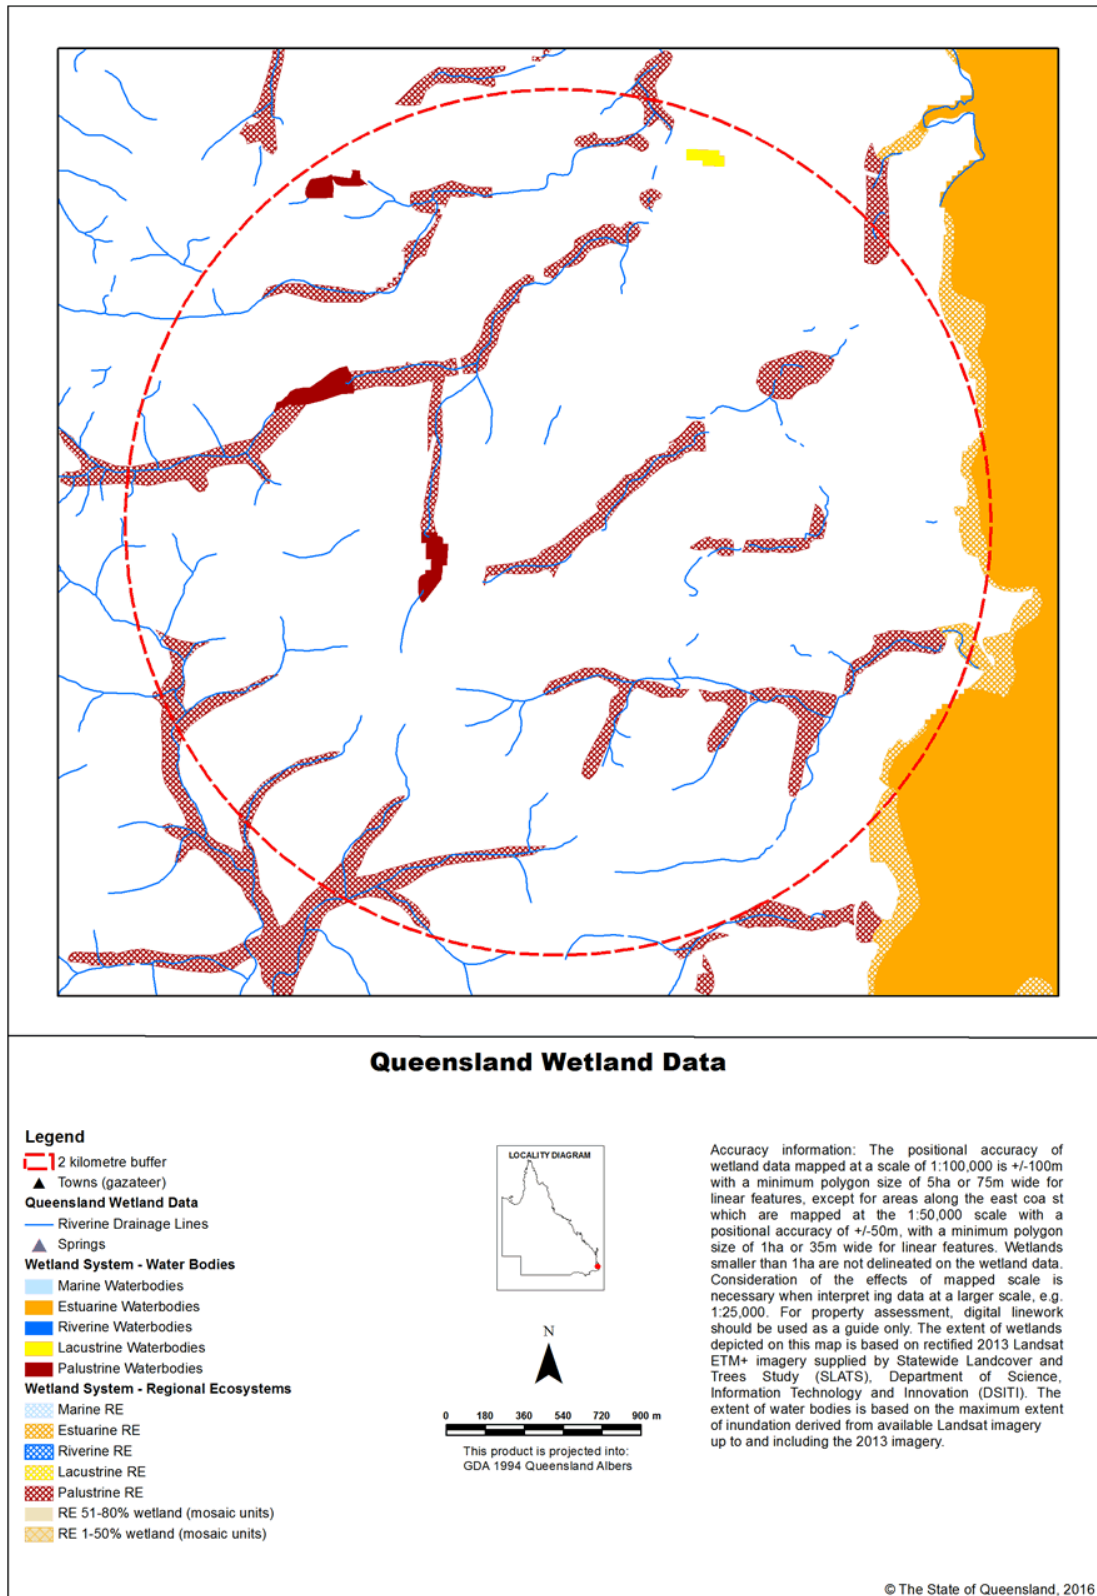 Queensland Wetland Data
Legend
2 kilometre buffer
Towns (gazateer)
Queensland Wetland Data
Riverine Drainage Lines
Springs
Wetland System - Water Bodies
Marine Waterbodies
Estuarine Waterbodies
Riverine Waterbodies
Lacustrine Waterbodies
Palustrine Waterbodies
Wetland System - Regional Ecosystems
Marine RE
Estuarine RE
Riverine RE
Lacustrine RE
Palustrine RE
RE 51-80% wetland (mosaic units)
RE 1-50% wetland (mosaic units)
LOCALITY DIAGRAM
N
0 180 360 540 720 900 m
This product is projected into:
GDA 1994 Queensland Albers
Accuracy information: The positional accuracy of
wetland data mapped at a scale of 1:100,000 is +/-100m
with a minimum polygon size of 5ha or 75m wide for
linear features, except for areas along the east coa st
which are mapped at the 1:50,000 scale with a
positional accuracy of +/-50m, with a minimum polygon
size of 1ha or 35m wide for linear features. Wetlands
smaller than 1ha are not delineated on the wetland data.
Consideration of the effects of mapped scale is
necessary when interpret ing data at a larger scale, e.g.
1:25,000. For property assessment, digital linework
should be used as a guide only. The extent of wetlands
depicted on this map is based on rectified 2013 Landsat
ETM+ imagery supplied by Statewide Landcover and
Trees Study (SLATS), Department of Science,
Information Technology and Innovation (DSITI). The
extent of water bodies is based on the maximum extent
of inundation derived from available Landsat imagery
up to and including the 2013 imagery.
© The State of Queensland, 2016